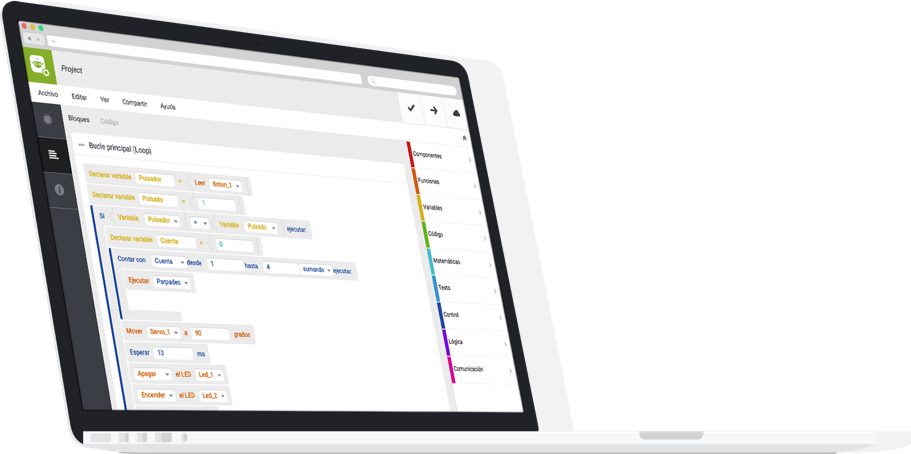 Project
Archivo Editar Ver Compartir Ayuda
Bloques Código
Bucle principal (Loop)
Declarar variable Pulsador = Leer Boton_1
Declarar variable Pulsado = 1
Si Variable Pulsador = Variable Pulsado ejecutar:
Declarar variable Cuenta = 0
Contar con Cuenta desde 1 hasta 4 sumando ejecutar:
Ejecutar Parpadec
Mover Servo_1 a 90 grados
Esperar 10 ms
Apagar el LED Led_1
Encender el LED Led_2
Componentes
Funciones
Variables
Código
Matemáticas
Texto
Control
Lógica
Comunicación